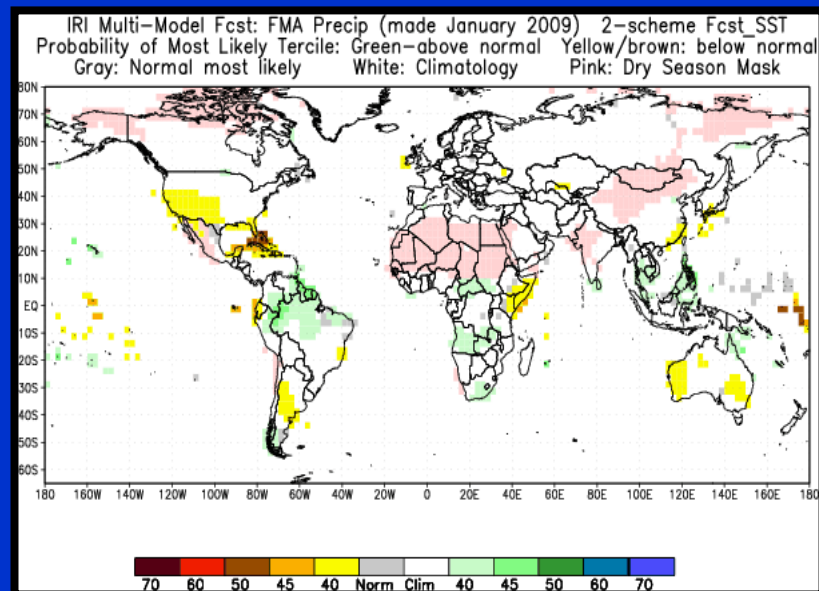 IRI Multi-Model Fcst: FMA Precip (made January 2009) 2-scheme Fcst_SST
Probability of Most Likely Tercile: Green-above normal Yellow/brown: below normal
Gray: Normal most likely White: Climatology Pink: Dry Season Mask
80N
70N
60N
50N
40N
30N
20N
10N
EQ
10S
20S
30S
40S
50S
60S
180 160W 140W 120W 100W 80W 60W 40W 20W 0 20E 40E 60E 80E 100E 120E 140E 160E 180
70 60 50 45 40 Norm Clim 40 45 50 60 70